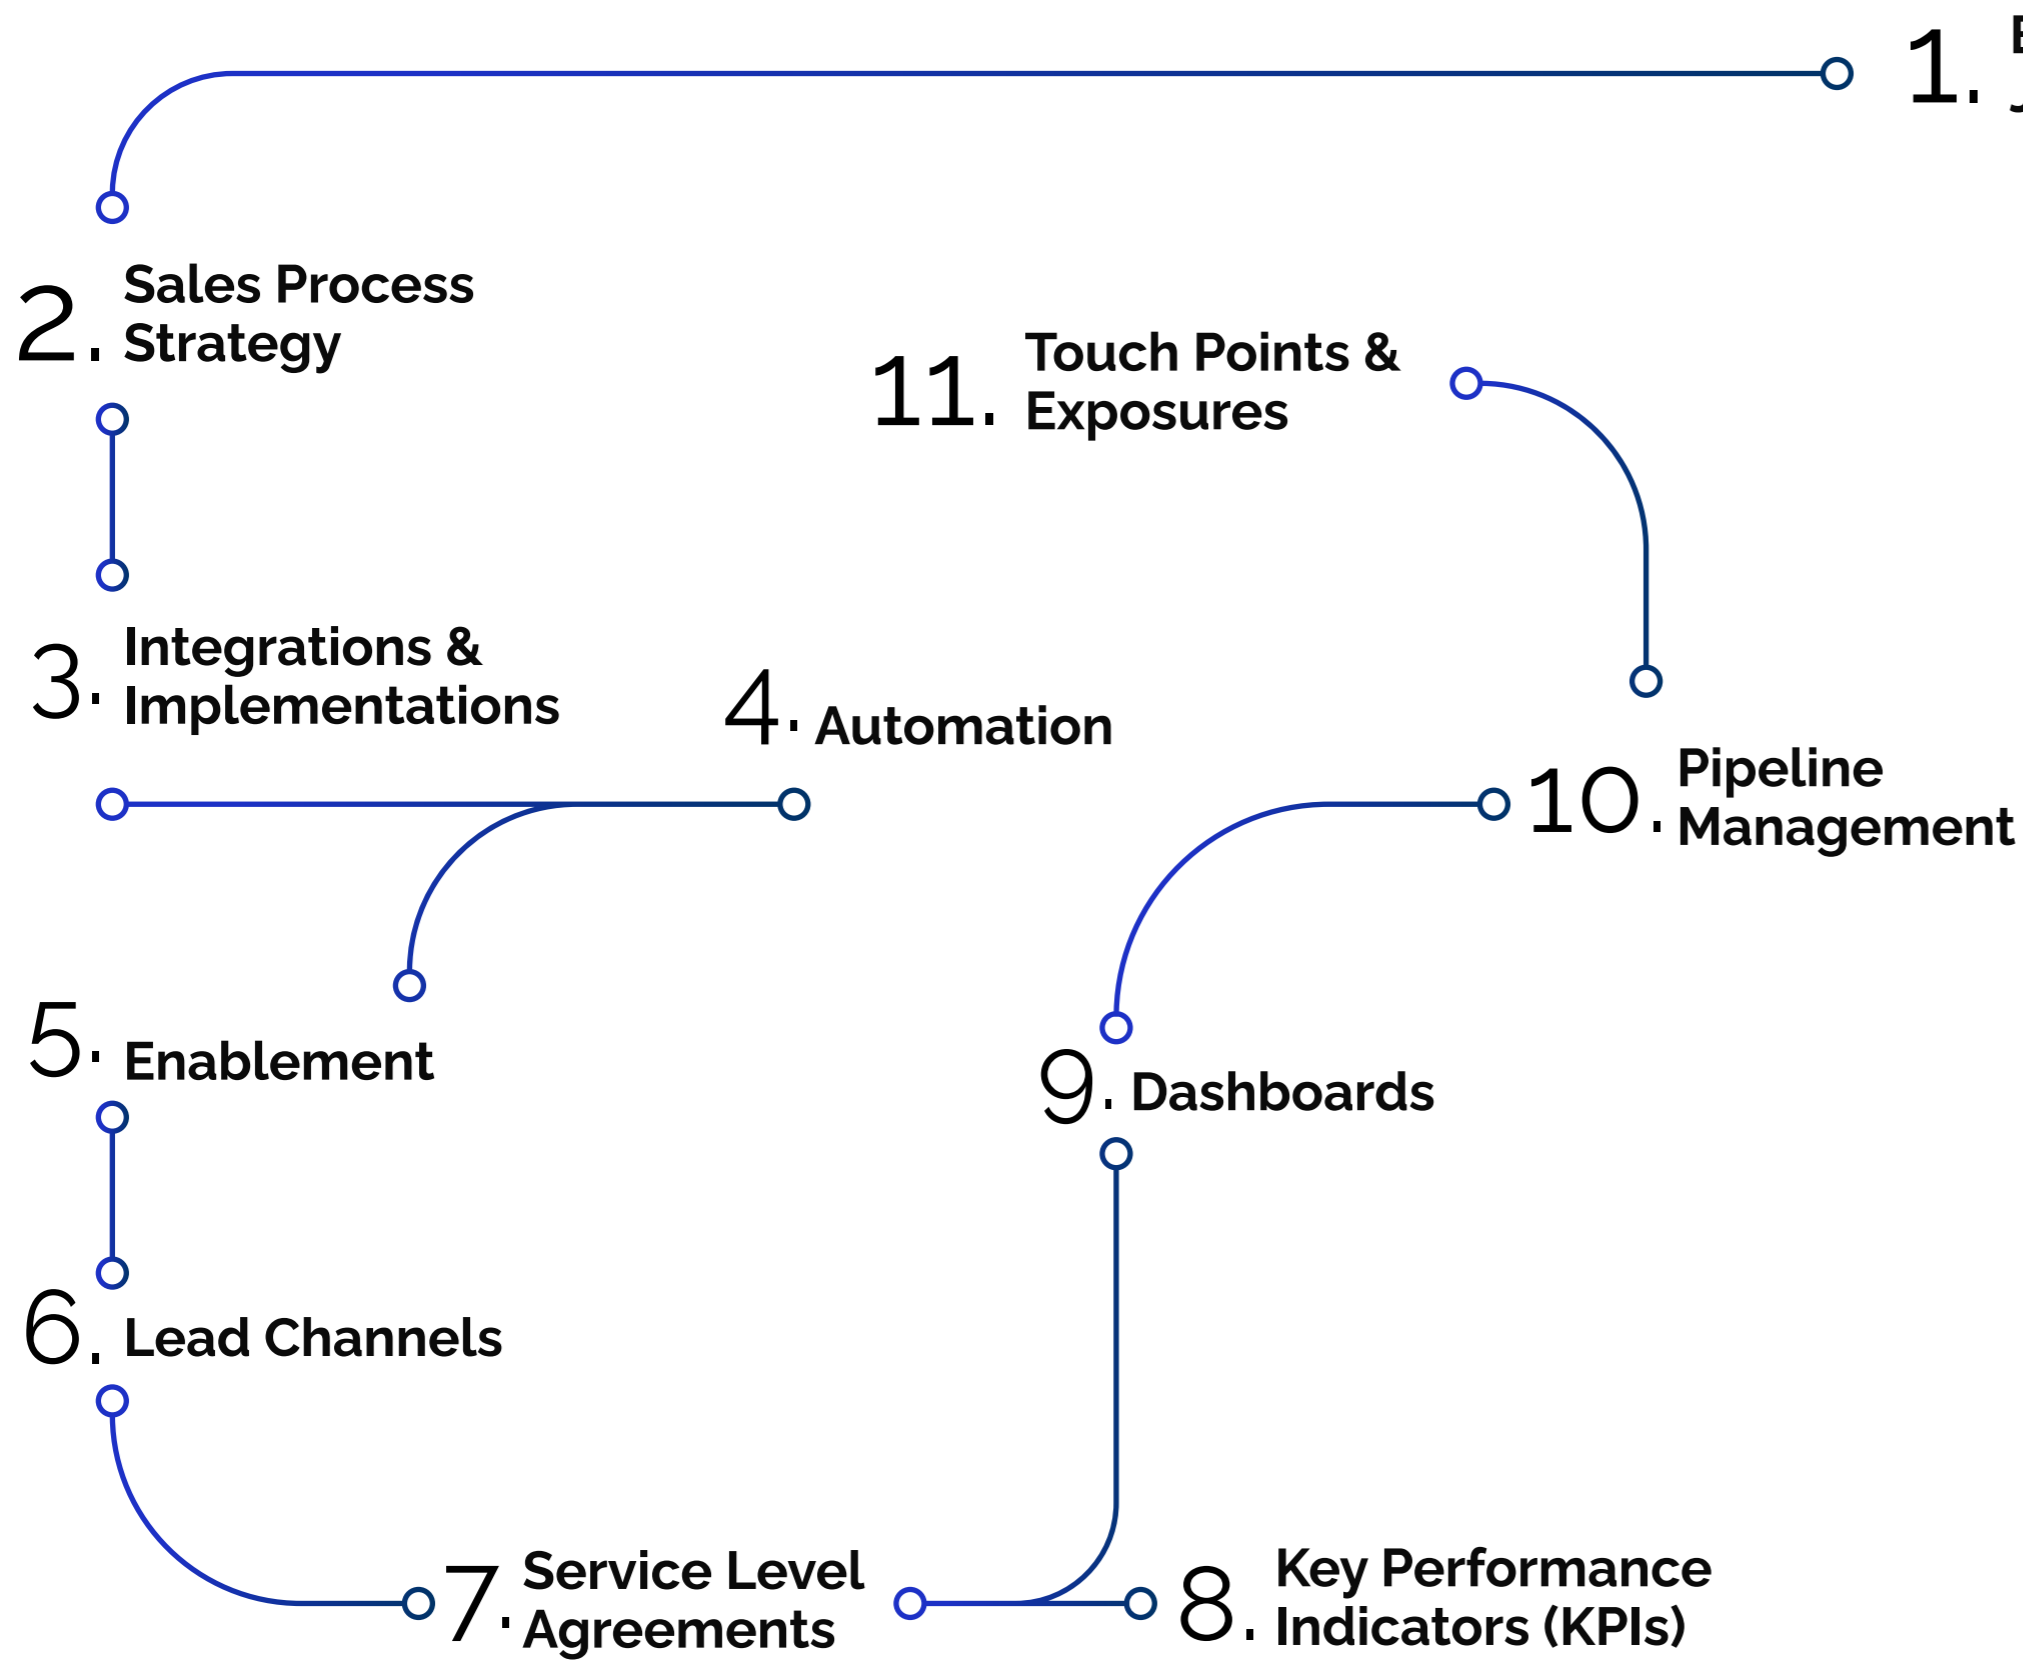 1.
2. Sales Process
Strategy
11. Touch Points &
Exposures
3. Integrations &
Implementations
4. Automation
10. Pipeline
Management
5. Enablement
9. Dashboards
6. Lead Channels
7. Service Level
Agreements
8. Key Performance
Indicators (KPIs)